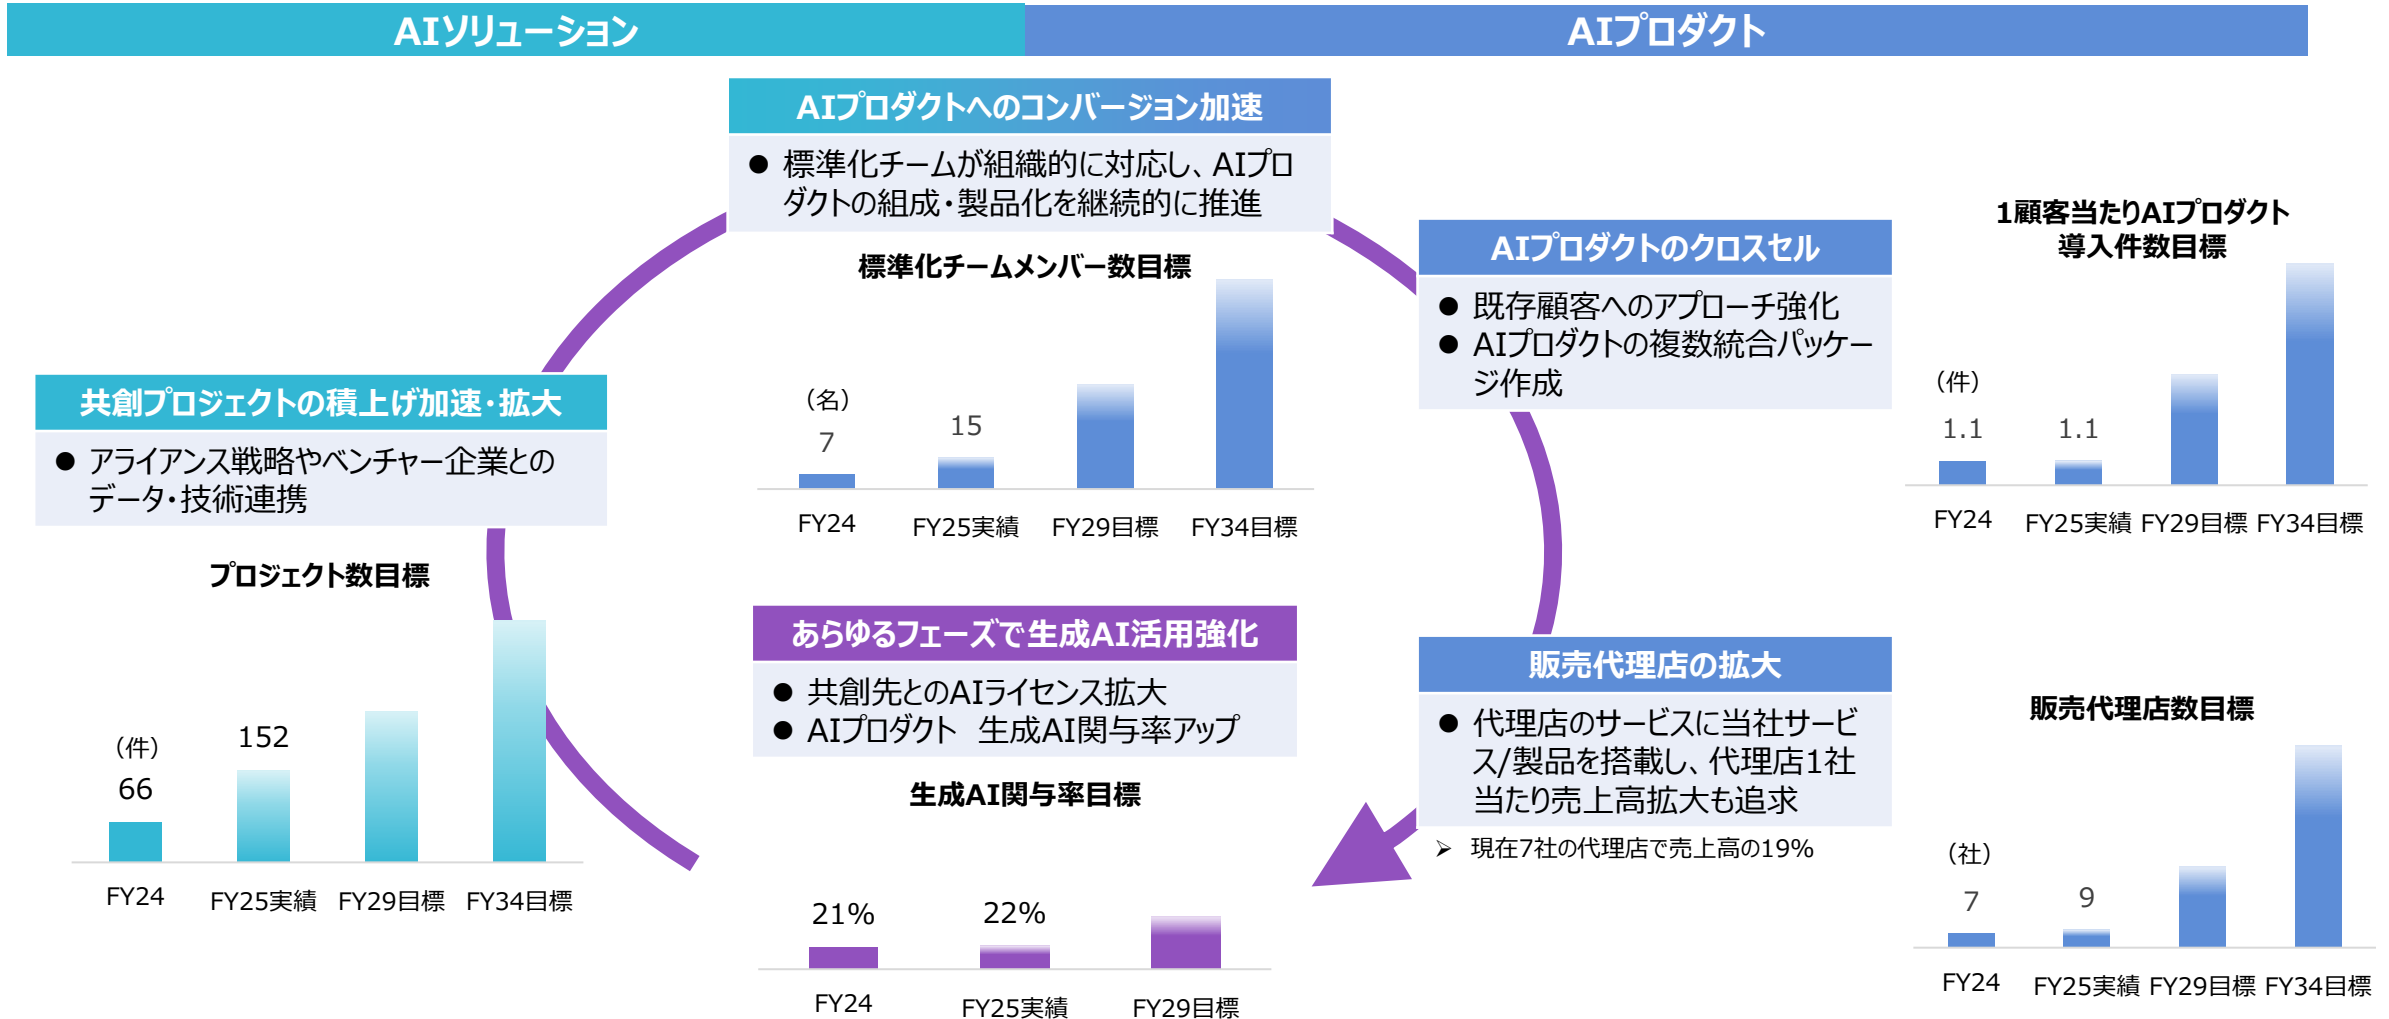 AIソリューション
AIプロダクト
AIプロダクトへのコンバージョン加速
● 標準化チームが組織的に対応し、AIプロ
ダクトの組成・製品化を継続的に推進
標準化チームメンバー数目標
（名）
7
15
FY24
FY25実績
FY29目標
FY34目標
共創プロジェクトの積上げ加速・拡大
● アライアンス戦略やベンチャー企業との
データ・技術連携
プロジェクト数目標
（件）
66
152
FY24
FY25実績
FY29目標
FY34目標
あらゆるフェーズで生成AI活用強化
● 共創先とのAIライセンス拡大
● AIプロダクト　生成AI関与率アップ
生成AI関与率目標
21%
22%
FY24
FY25実績
FY29目標
AIプロダクトのクロスセル
● 既存顧客へのアプローチ強化
● AIプロダクトの複数統合パッケー
ジ作成
1顧客当たりAIプロダクト
導入件数目標
（件）
1.1
1.1
FY24
FY25実績
FY29目標
FY34目標
販売代理店の拡大
● 代理店のサービスに当社サービ
ス/製品を搭載し、代理店1社
当たり売上高拡大も追求
➢ 現在7社の代理店で売上高の19%
販売代理店数目標
（社）
7
9
FY24
FY25実績
FY29目標
FY34目標